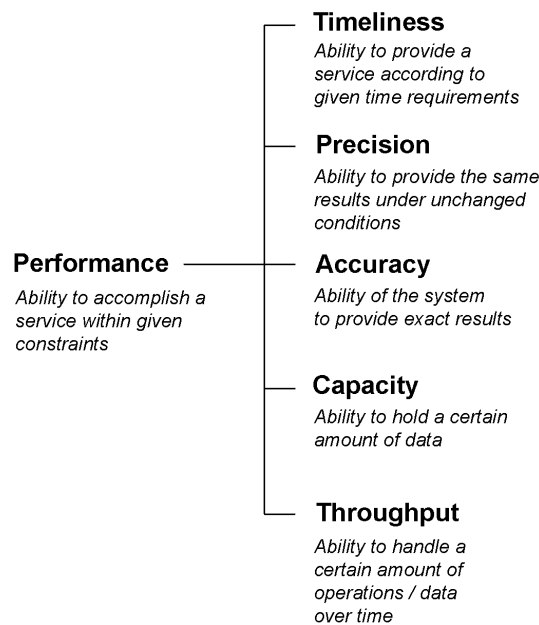 Timeliness
Ability to provide a
service according to
given time requirements
Precision
Ability to provide the same
results under unchanged
conditions
Performance
Ability to accomplish a
service within given
constraints
Accuracy
Ability of the system
to provide exact results
Capacity
Ability to hold a certain
amount of data
Throughput
Ability to handle a
certain amount of
operations / data
over time